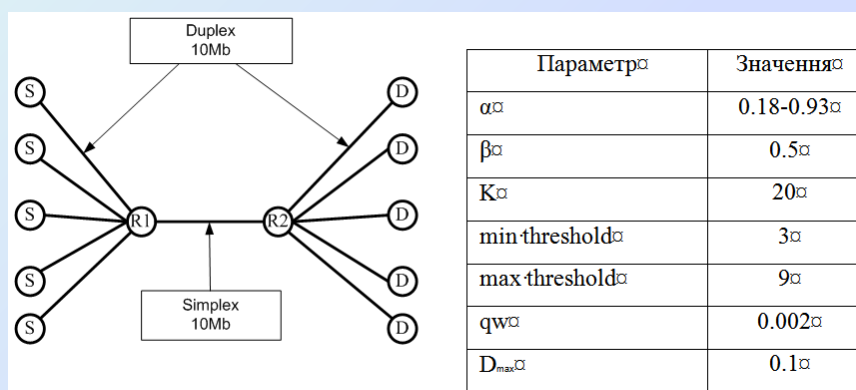 Duplex
10Mb
S
S
S
S
S
R1
R2
D
D
D
D
D
Simplex
10Mb
Параметр¤ Значення¤
α¤ 0.18-0.93¤
β¤ 0.5¤
K¤ 20¤
min·threshold¤ 3¤
max·threshold¤ 9¤
qw¤ 0.002¤
Dmax¤ 0.1¤